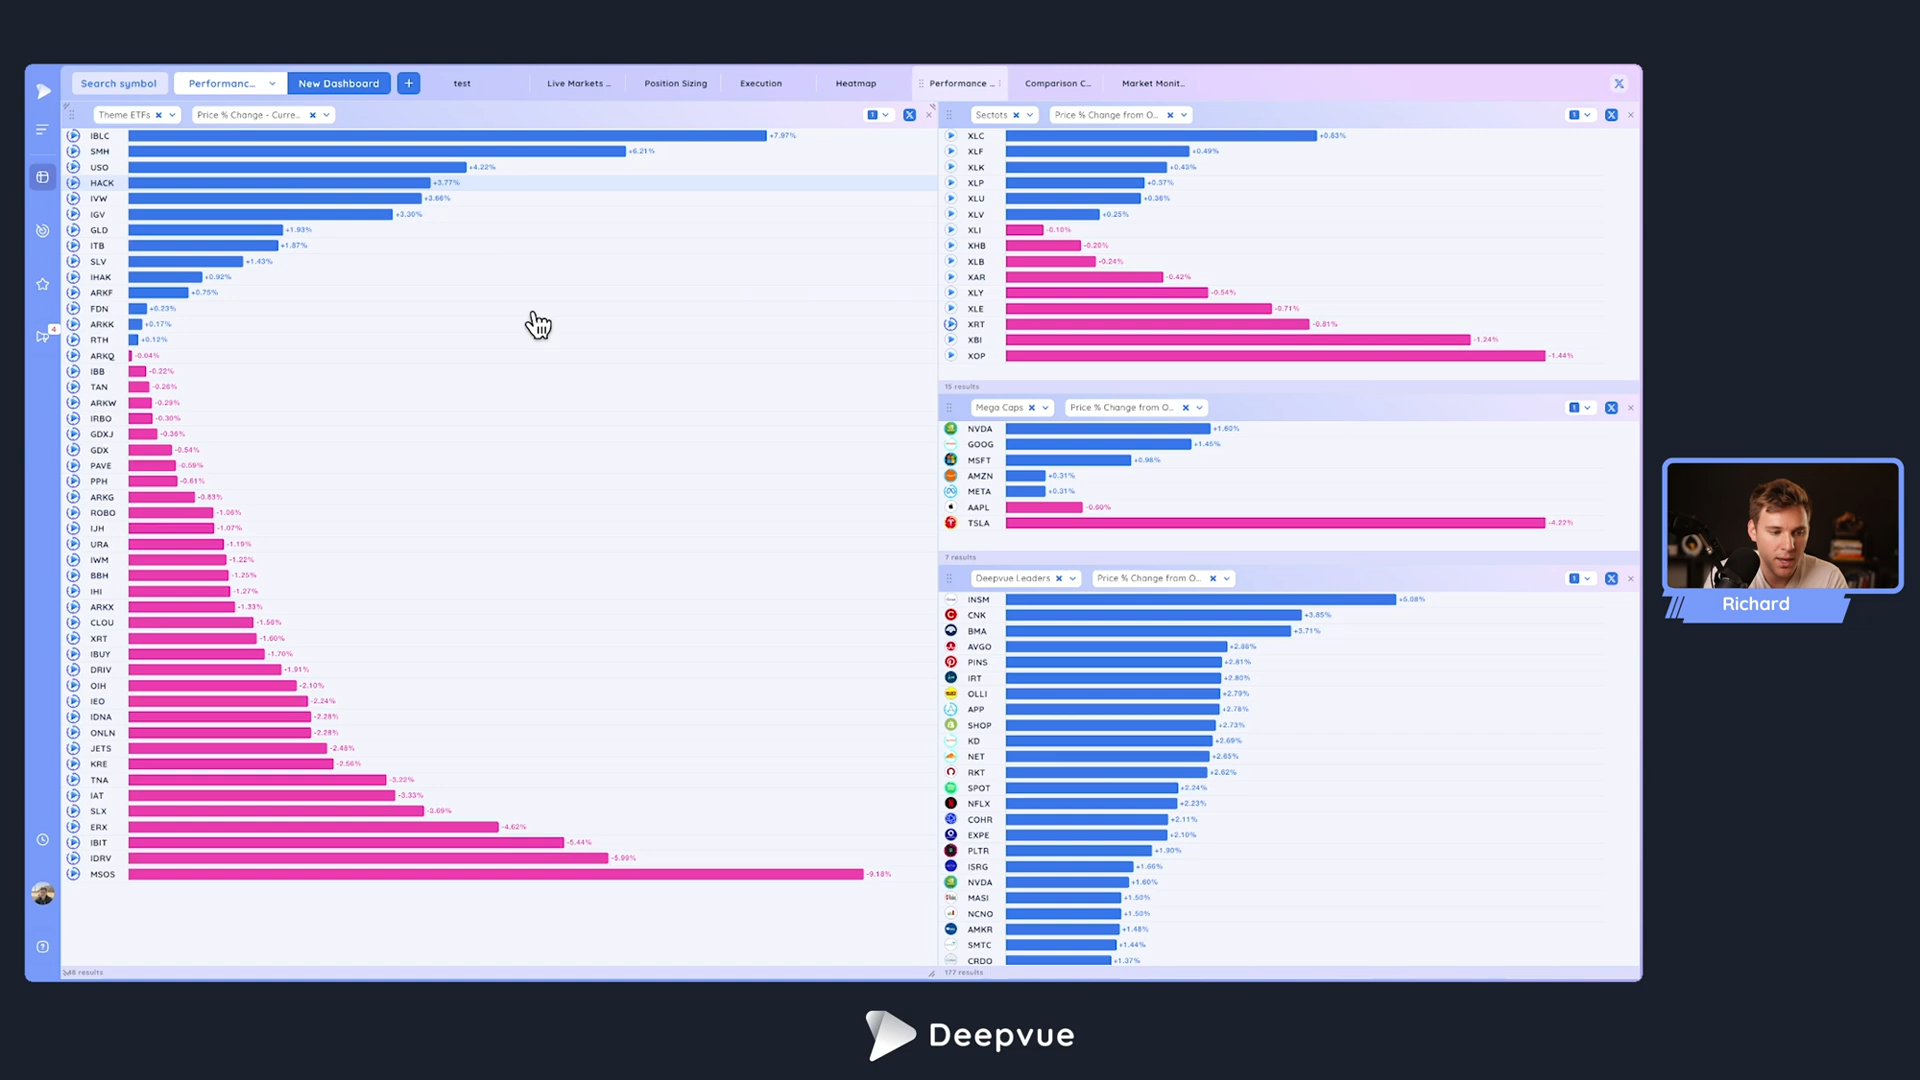 Search symbol
Performanc...
New Dashboard
+
test
Live Markets ...
Position Sizing
Execution
Heatmap
Performance ...
Comparison C...
Market Monit...
Theme ETFs
Price % Change - Curre...
1
IBLC +7.97%
SMH +6.21%
USO +4.22%
HACK +3.77%
IVW +3.66%
IGV +3.30%
GLD +1.93%
ITB +1.87%
SLV +1.43%
IHAK +0.92%
ARKF +0.75%
FDN +0.23%
ARKK +0.17%
RTH +0.12%
ARKQ -0.04%
IBB -0.22%
TAN -0.26%
ARKW -0.29%
IRBO -0.30%
GDXJ -0.36%
GDX -0.54%
PAVE -0.59%
PPH -0.61%
ARKG -0.83%
ROBO -1.06%
IJH -1.07%
URA -1.19%
IWM -1.22%
BBH -1.25%
IHI -1.27%
ARKX -1.33%
CLOU -1.56%
XRT -1.60%
IBUY -1.70%
DRIV -1.91%
OIH -2.10%
IEO -2.24%
IDNA -2.28%
ONLN -2.28%
JETS -2.48%
KRE -2.56%
TNA -3.22%
IAT -3.33%
SLX -3.69%
ERX -4.62%
IBIT -5.44%
IDRV -5.99%
MSOS -9.18%
48 results
4
Sectots
Price % Change from O...
1
XLC +0.83%
XLF +0.49%
XLK +0.43%
XLP +0.37%
XLU +0.36%
XLV +0.25%
XLI -0.10%
XHB -0.20%
XLB -0.24%
XAR -0.42%
XLY -0.54%
XLE -0.71%
XRT -0.81%
XBI -1.24%
XOP -1.44%
15 results
Mega Caps
Price % Change from O...
1
NVDA +1.60%
GOOG +1.45%
MSFT +0.98%
AMZN +0.31%
META +0.31%
AAPL -0.60%
TSLA -4.22%
7 results
Deepvue Leaders
Price % Change from O...
1
INSM +5.08%
CNK +3.85%
BMA +3.71%
AVGO +2.88%
PINS +2.81%
IRT +2.80%
OLLI +2.79%
APP +2.78%
SHOP +2.73%
KD +2.69%
NET +2.65%
RKT +2.62%
SPOT +2.24%
NFLX +2.23%
COHR +2.11%
EXPE +2.10%
PLTR +1.90%
ISRG +1.66%
NVDA +1.60%
MASI +1.50%
NCNO +1.50%
AMKR +1.48%
SMTC +1.44%
CRDO +1.37%
177 results
Richard
Deepvue